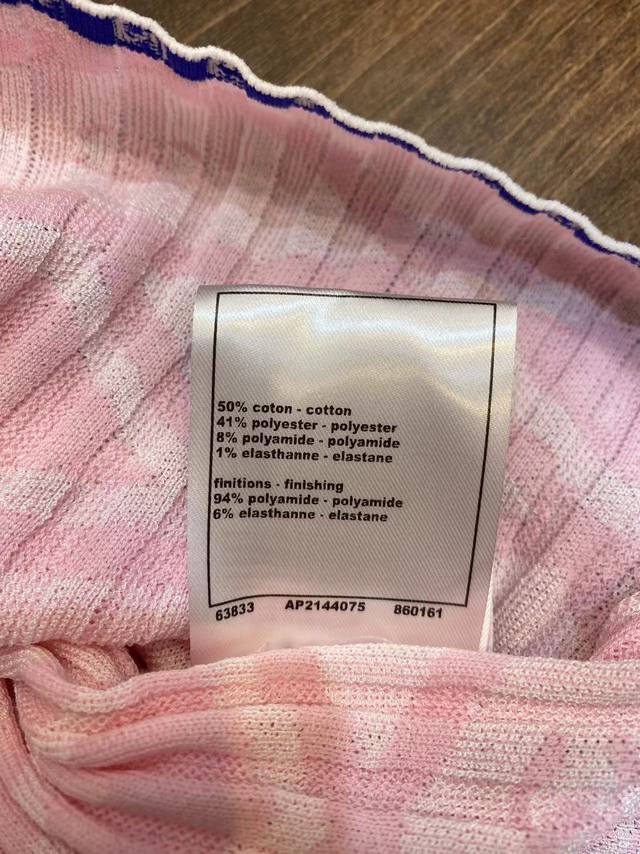 50% coton - cotton
41% polyester - polyester
8% polyamide - polyamide
1% elasthanne - elastane
finitions - finishing
94% polyamide - polyamide
6% elasthanne - elastane
63833 AP2144075 860161